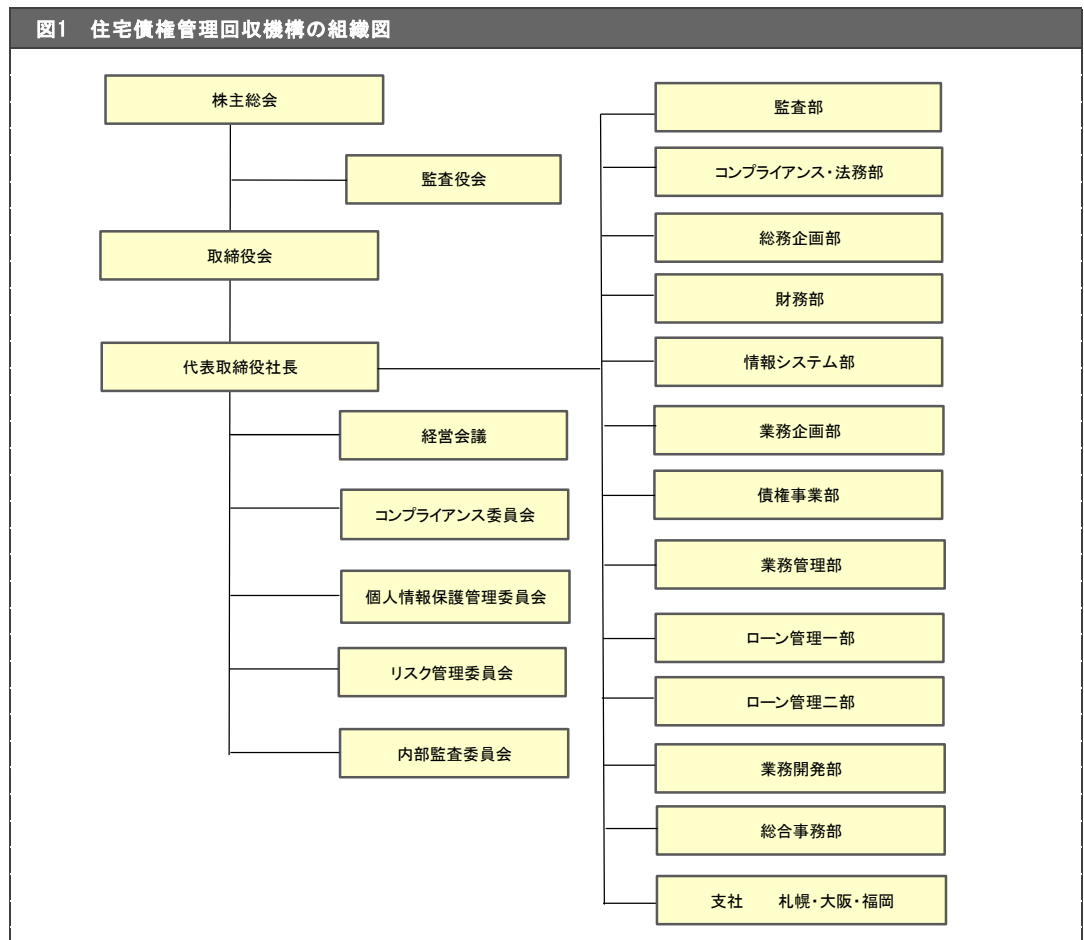 図1 住宅債権管理回収機構の組織図
株主総会
監査役会
取締役会
代表取締役社長
経営会議
コンプライアンス委員会
個人情報保護管理委員会
リスク管理委員会
内部監査委員会
監査部
コンプライアンス・法務部
総務企画部
財務部
情報システム部
業務企画部
債権事業部
業務管理部
ローン管理一部
ローン管理二部
業務開発部
総合事務部
支社 札幌・大阪・福岡